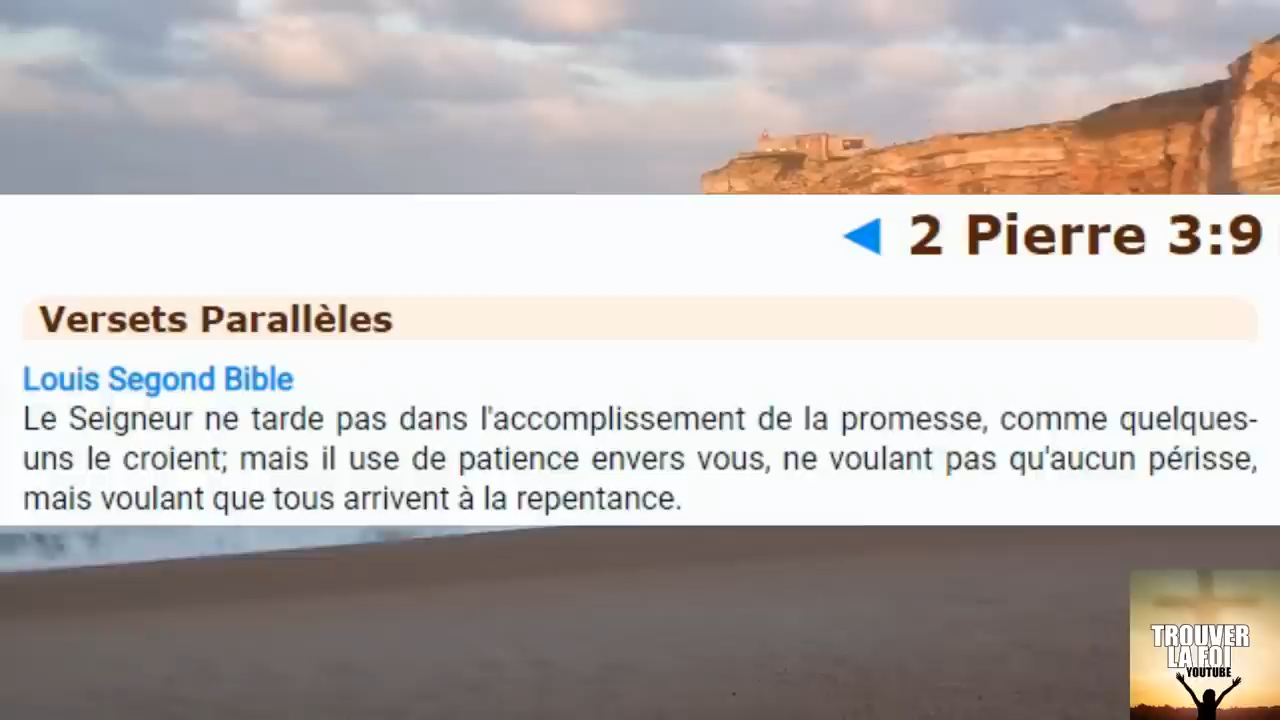 ◄ 2 Pierre 3:9
Versets Parallèles
Louis Segond Bible
Le Seigneur ne tarde pas dans l'accomplissement de la promesse, comme quelques-
uns le croient; mais il use de patience envers vous, ne voulant pas qu'aucun périsse,
mais voulant que tous arrivent à la repentance.
TROUVER
LA FOI
YOUTUBE